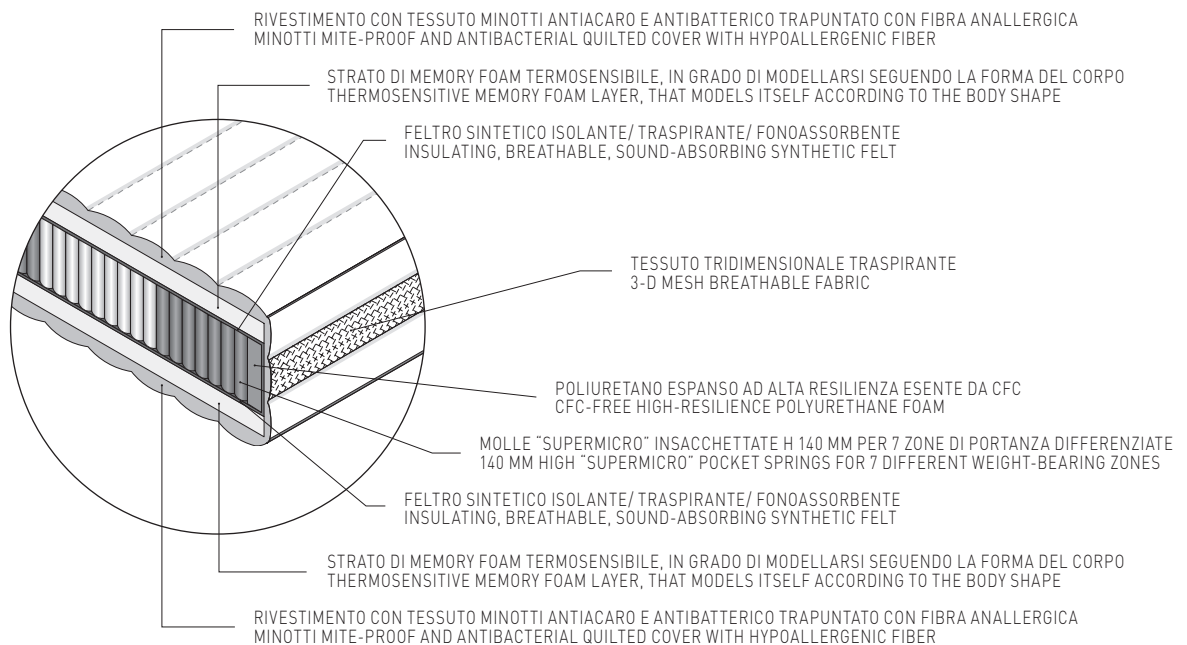 RIVESTIMENTO CON TESSUTO MINOTTI ANTIACARO E ANTIBATTERICO TRAPUNTATO CON FIBRA ANALLERGICA
MINOTTI MITE-PROOF AND ANTIBACTERIAL QUILTED COVER WITH HYPOALLERGENIC FIBER
STRATO DI MEMORY FOAM TERMOSENSIBILE, IN GRADO DI MODELLARSI SEGUENDO LA FORMA DEL CORPO
THERMOSENSITIVE MEMORY FOAM LAYER, THAT MODELS ITSELF ACCORDING TO THE BODY SHAPE
FELTRO SINTETICO ISOLANTE/ TRASPIRANTE/ FONOASSORBENTE
INSULATING, BREATHABLE, SOUND-ABSORBING SYNTHETIC FELT
TESSUTO TRIDIMENSIONALE TRASPIRANTE
3-D MESH BREATHABLE FABRIC
POLIURETANO ESPANSO AD ALTA RESILIENZA ESENTE DA CFC
CFC-FREE HIGH-RESILIENCE POLYURETHANE FOAM
MOLLE "SUPERMICRO" INSACCHETTATE H 140 MM PER 7 ZONE DI PORTANZA DIFFERENZIATE
140 MM HIGH "SUPERMICRO" POCKET SPRINGS FOR 7 DIFFERENT WEIGHT-BEARING ZONES
FELTRO SINTETICO ISOLANTE/ TRASPIRANTE/ FONOASSORBENTE
INSULATING, BREATHABLE, SOUND-ABSORBING SYNTHETIC FELT
STRATO DI MEMORY FOAM TERMOSENSIBILE, IN GRADO DI MODELLARSI SEGUENDO LA FORMA DEL CORPO
THERMOSENSITIVE MEMORY FOAM LAYER, THAT MODELS ITSELF ACCORDING TO THE BODY SHAPE
RIVESTIMENTO CON TESSUTO MINOTTI ANTIACARO E ANTIBATTERICO TRAPUNTATO CON FIBRA ANALLERGICA
MINOTTI MITE-PROOF AND ANTIBACTERIAL QUILTED COVER WITH HYPOALLERGENIC FIBER